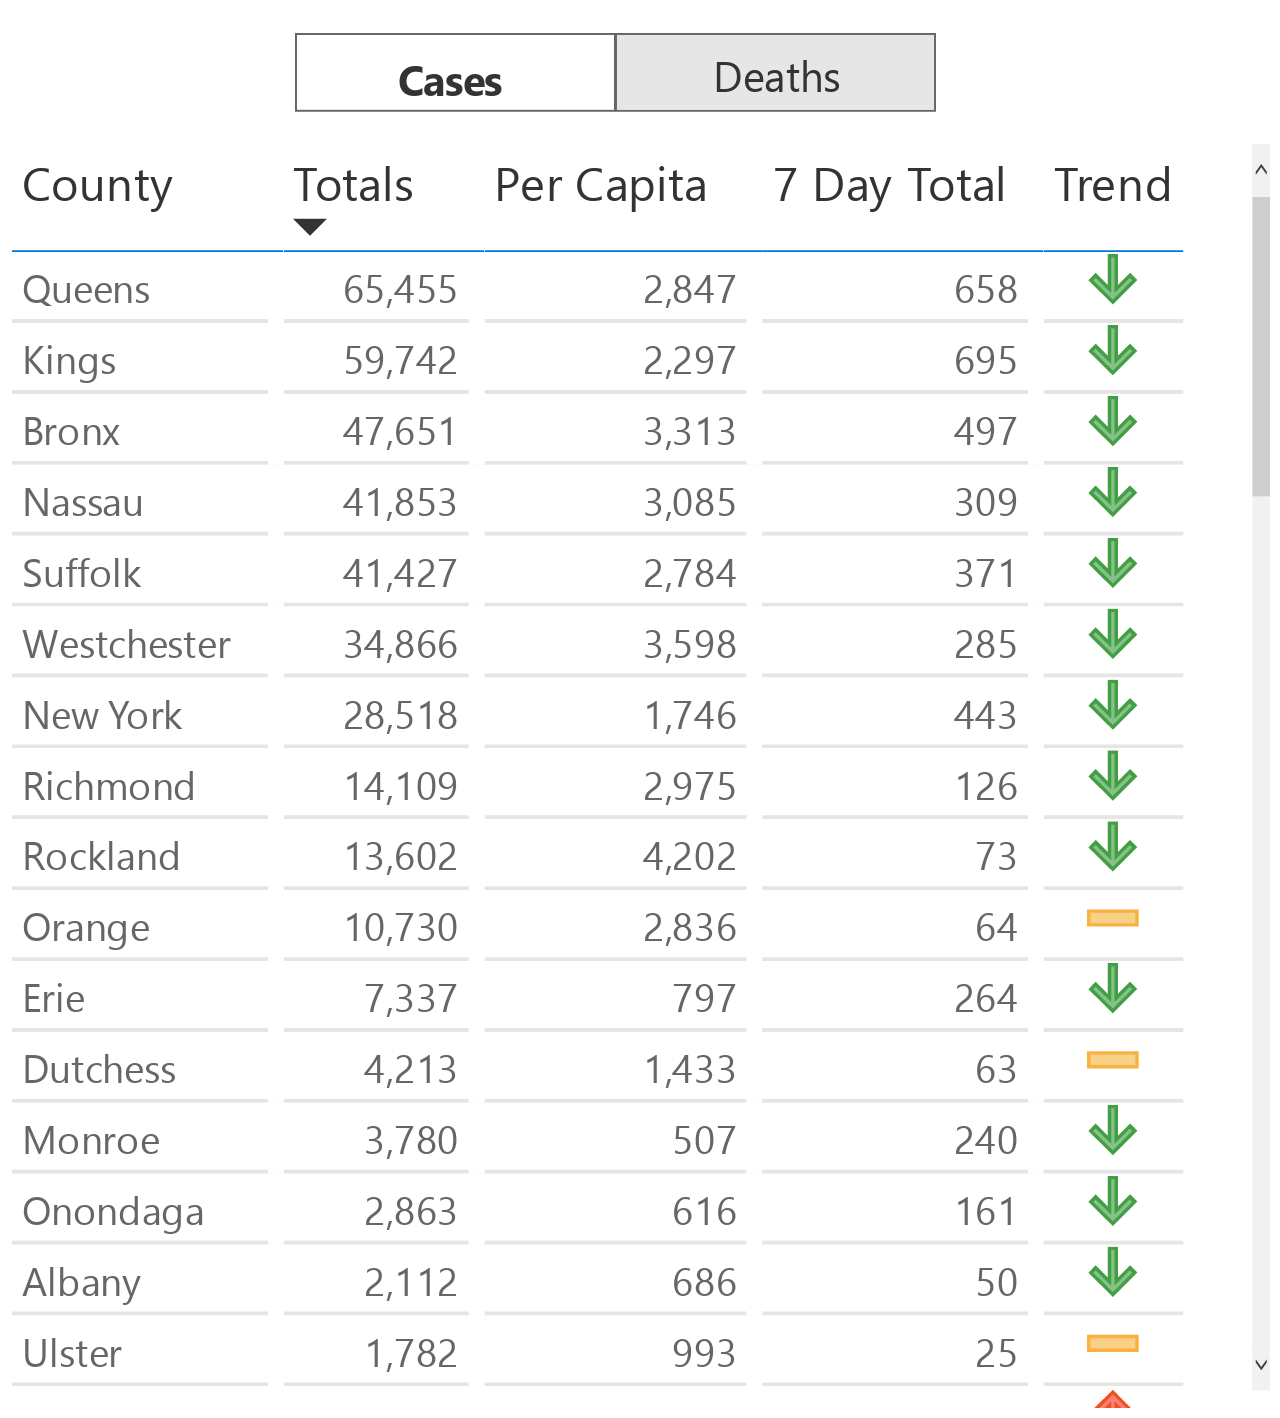 Cases Deaths
County Totals Per Capita 7 Day Total Trend
Queens 65,455 2,847 658
Kings 59,742 2,297 695
Bronx 47,651 3,313 497
Nassau 41,853 3,085 309
Suffolk 41,427 2,784 371
Westchester 34,866 3,598 285
New York 28,518 1,746 443
Richmond 14,109 2,975 126
Rockland 13,602 4,202 73
Orange 10,730 2,836 64
Erie 7,337 797 264
Dutchess 4,213 1,433 63
Monroe 3,780 507 240
Onondaga 2,863 616 161
Albany 2,112 686 50
Ulster 1,782 993 25